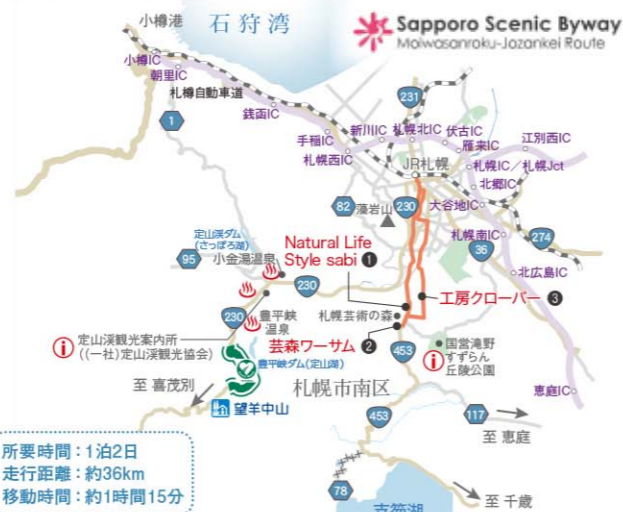 小樽港
石狩湾
Sapporo Scenic Byway
Moiwasanroku-Jozankei Route
小樽IC
朝里IC
札樽自動車道
231
1
銭函IC
手稲IC
新川IC
札幌北IC
伏古IC
雁来IC
江別西IC
札幌西IC
JR札幌
札幌IC/札幌Jct
北郷IC
82
藻岩山
230
大谷地IC
定山渓ダム
(さっぽろ湖)
Natural Life
Style sabi ❶
札幌南IC
36
274
95
小金湯温泉
230
北広島IC
工房クローバー ❸
230
豊平峡
温泉
札幌芸術の森
定山渓観光案内所
((一社)定山渓観光協会)
芸森ワーサム ❷
国営滝野
すずらん
丘陵公園
453
豊平峡ダム(定山湖)
至 喜茂別
札幌市南区
恵庭IC
望羊中山
453
117
至 恵庭
所要時間:1泊2日
走行距離:約36km
移動時間:約1時間15分
78
支笏湖
至 千歳